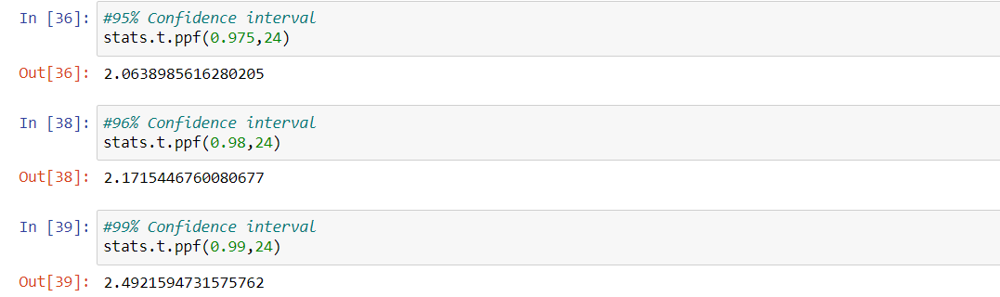 In [36]: #95% Confidence interval
stats.t.ppf(0.975,24)
Out[36]: 2.0638985616280205
In [38]: #96% Confidence interval
stats.t.ppf(0.98,24)
Out[38]: 2.1715446760080677
In [39]: #99% Confidence interval
stats.t.ppf(0.99,24)
Out[39]: 2.4921594731575762